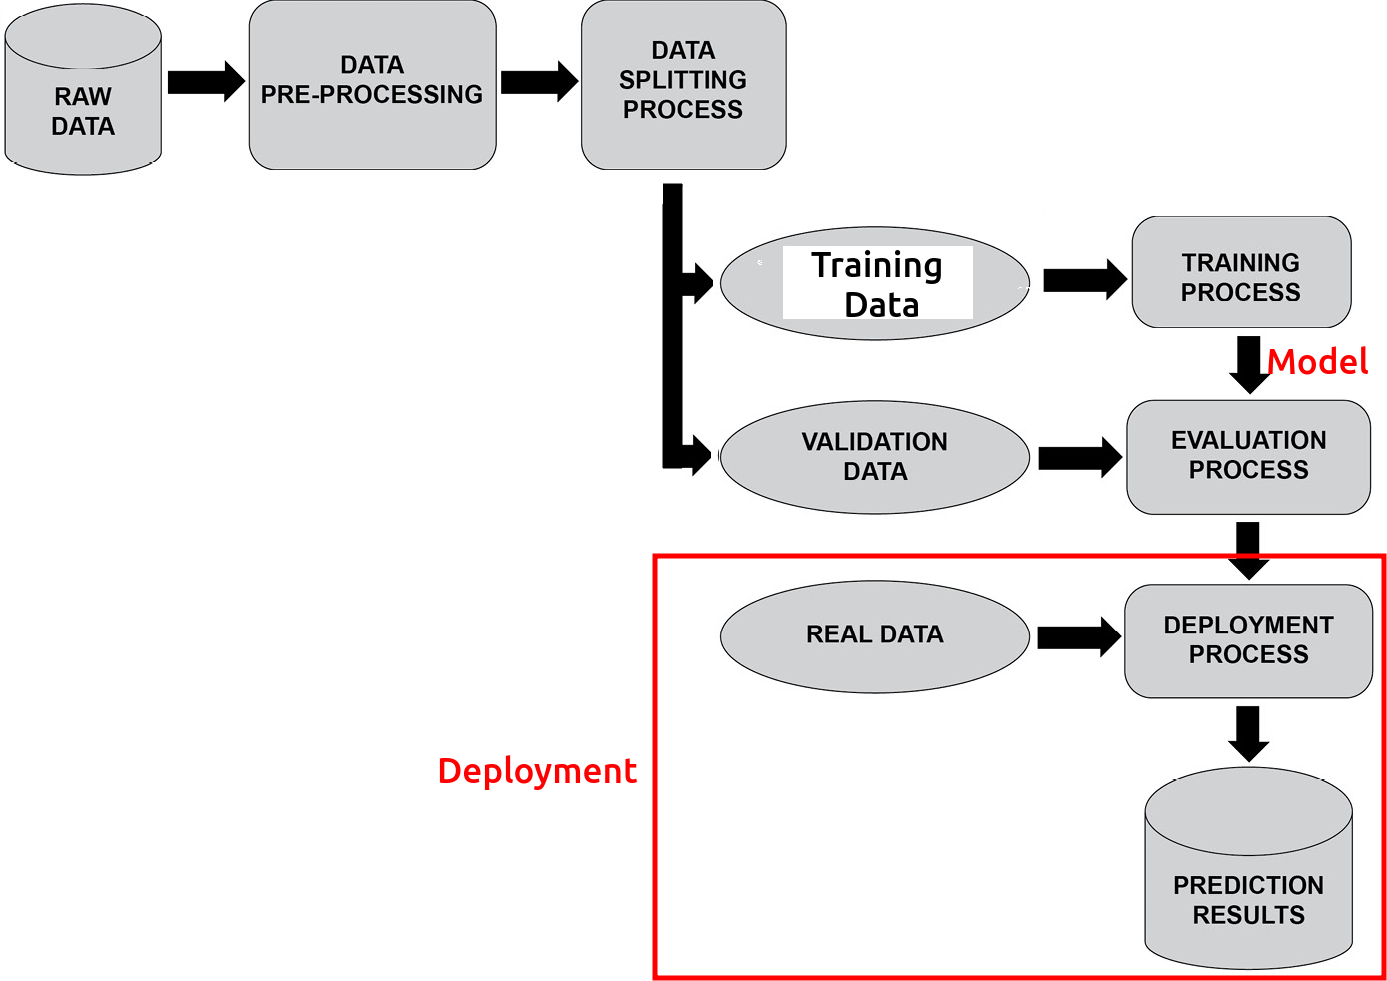 RAW
DATA
DATA
PRE-PROCESSING
DATA
SPLITTING
PROCESS
Training
Data
TRAINING
PROCESS
Model
VALIDATION
DATA
EVALUATION
PROCESS
REAL DATA
DEPLOYMENT
PROCESS
Deployment
PREDICTION
RESULTS